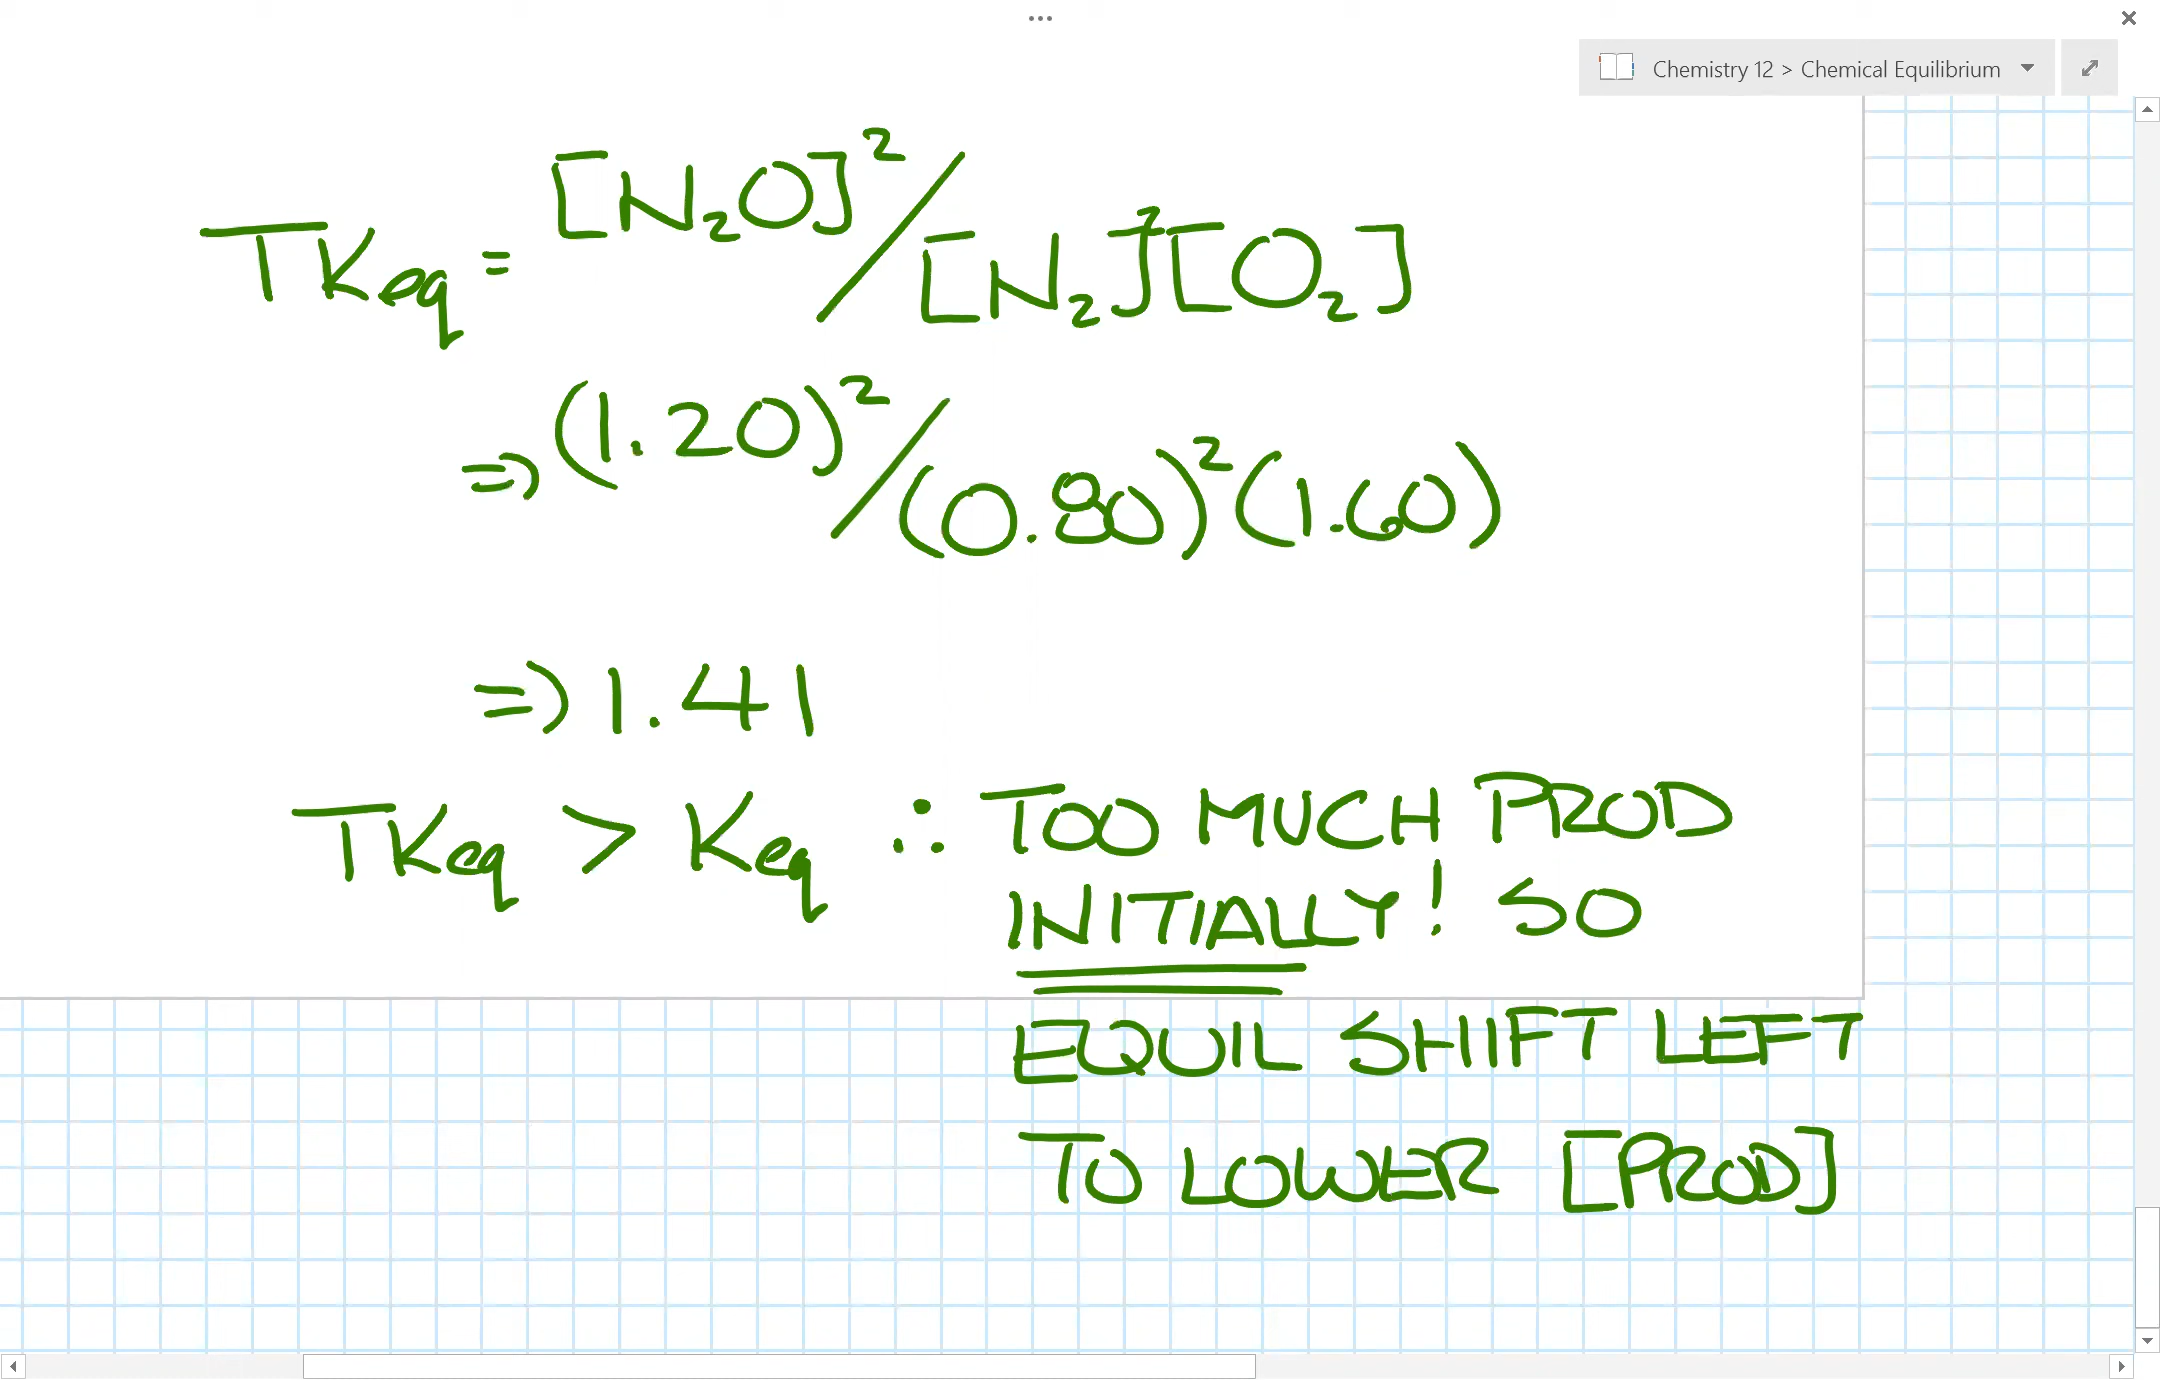 Chemistry 12 > Chemical Equilibrium
TKeq = [N₂O]² / [N₂]²[O₂]
⇒ (1.20)² / (0.80)²(1.60)
⇒ 1.41
TKeq > Keq ∴ TOO MUCH PROD
INITIALLY! SO
EQUIL SHIFT LEFT
TO LOWER [PROD]